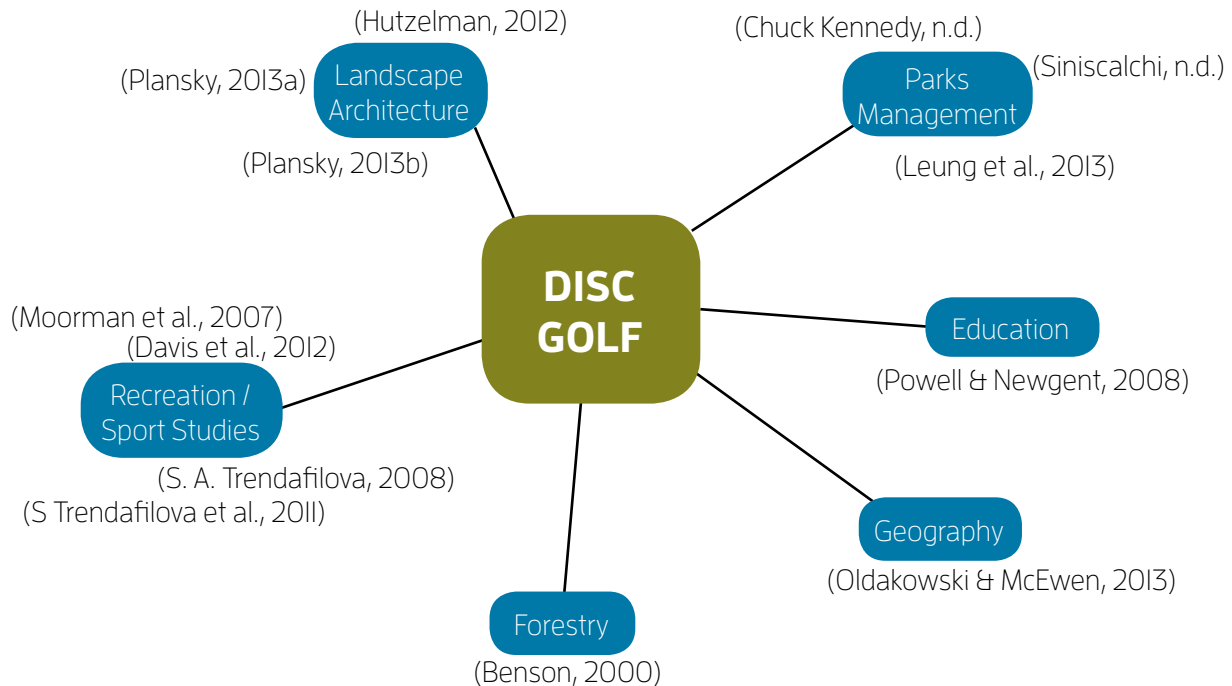 (Hutzelman, 2012)
(Plansky, 2013a)
Landscape
Architecture
(Plansky, 2013b)
(Chuck Kennedy, n.d.)
(Siniscalchi, n.d.)
Parks
Management
(Leung et al., 2013)
DISC
GOLF
(Moorman et al., 2007)
(Davis et al., 2012)
Recreation /
Sport Studies
(S. A. Trendafilova, 2008)
(S Trendafilova et al., 2011)
Education
(Powell & Newgent, 2008)
Geography
(Oldakowski & McEwen, 2013)
Forestry
(Benson, 2000)